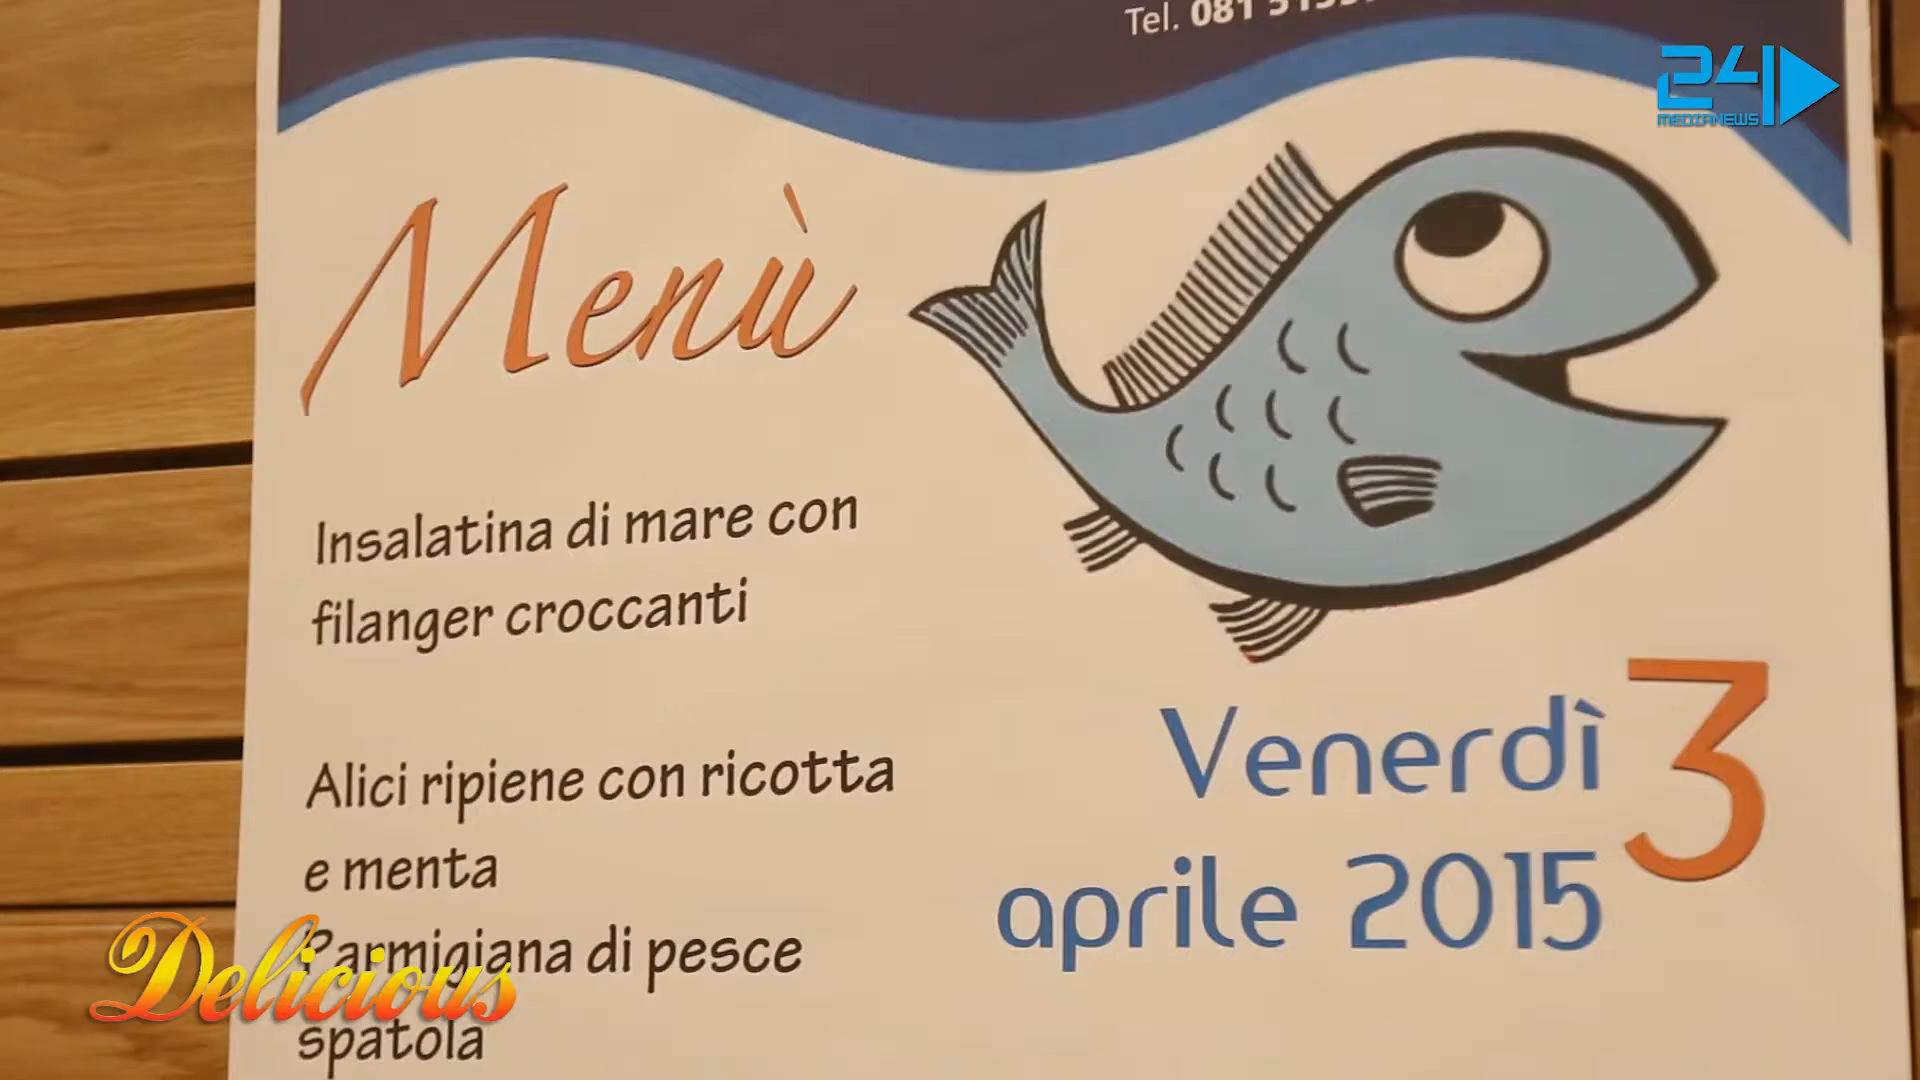 Tel. 081
24
MEDIANEWS
Menù
Insalatina di mare con
filanger croccanti
Alici ripiene con ricotta
e menta
Parmigiana di pesce
spatola
Venerdì 3
aprile 2015
Delicious